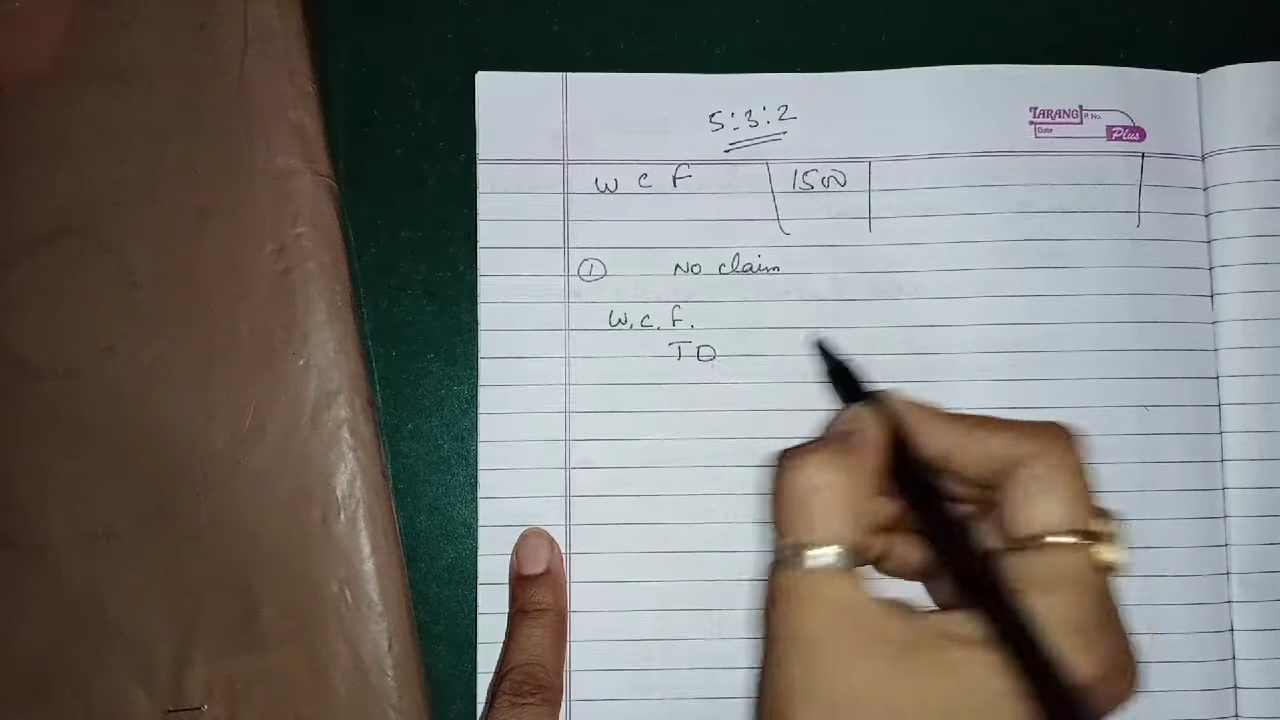 5:3:2
TARANG P. No.
Date Plus
W C F 1500
① No claim
W. C. F.
TO